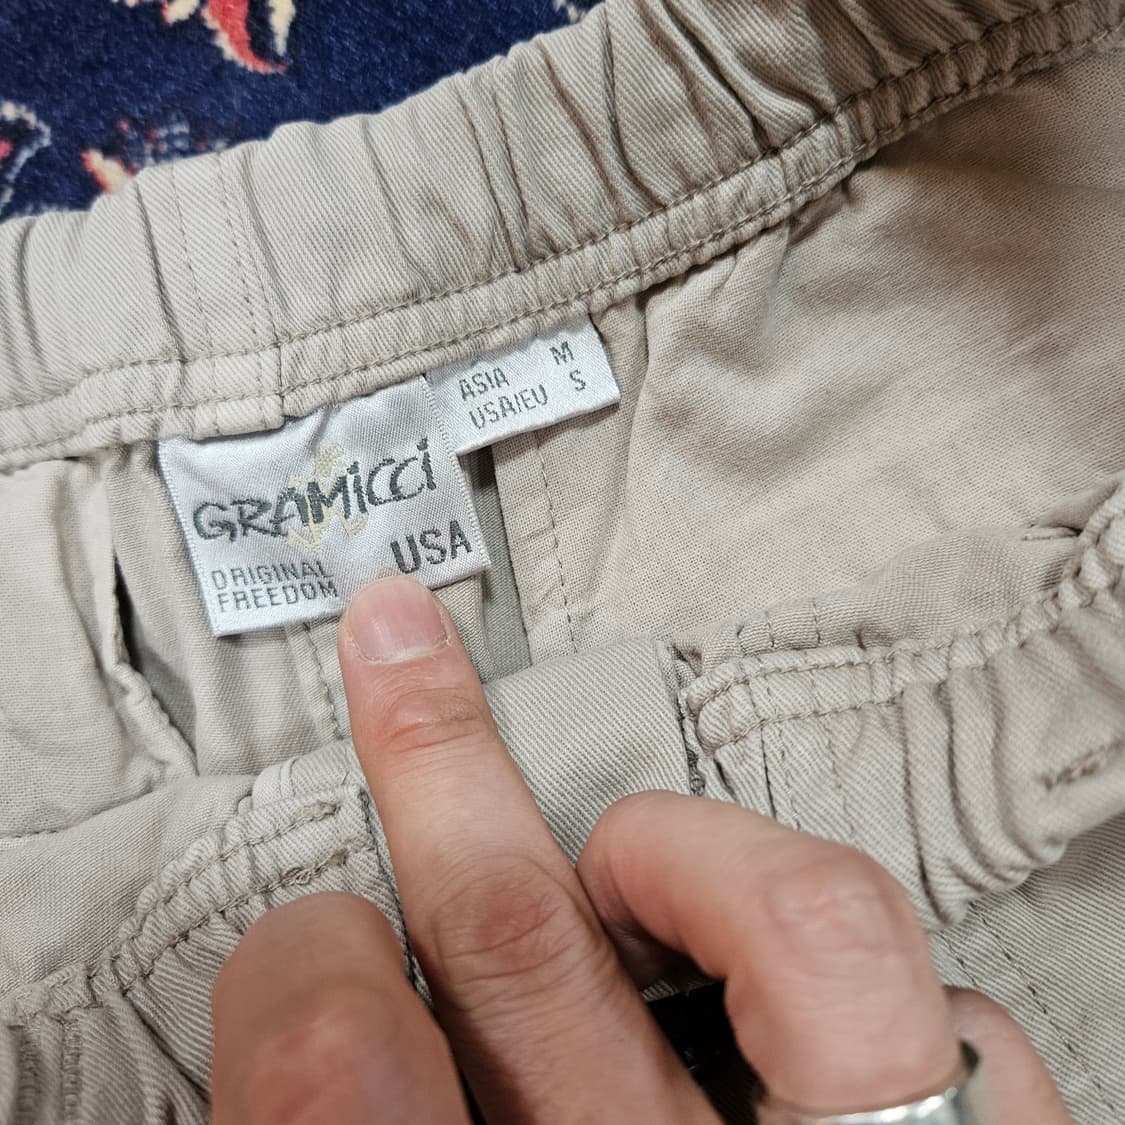 GRAMiCCi
USA
ORIGINAL
FREEDOM
ASIA M
USA/EU S